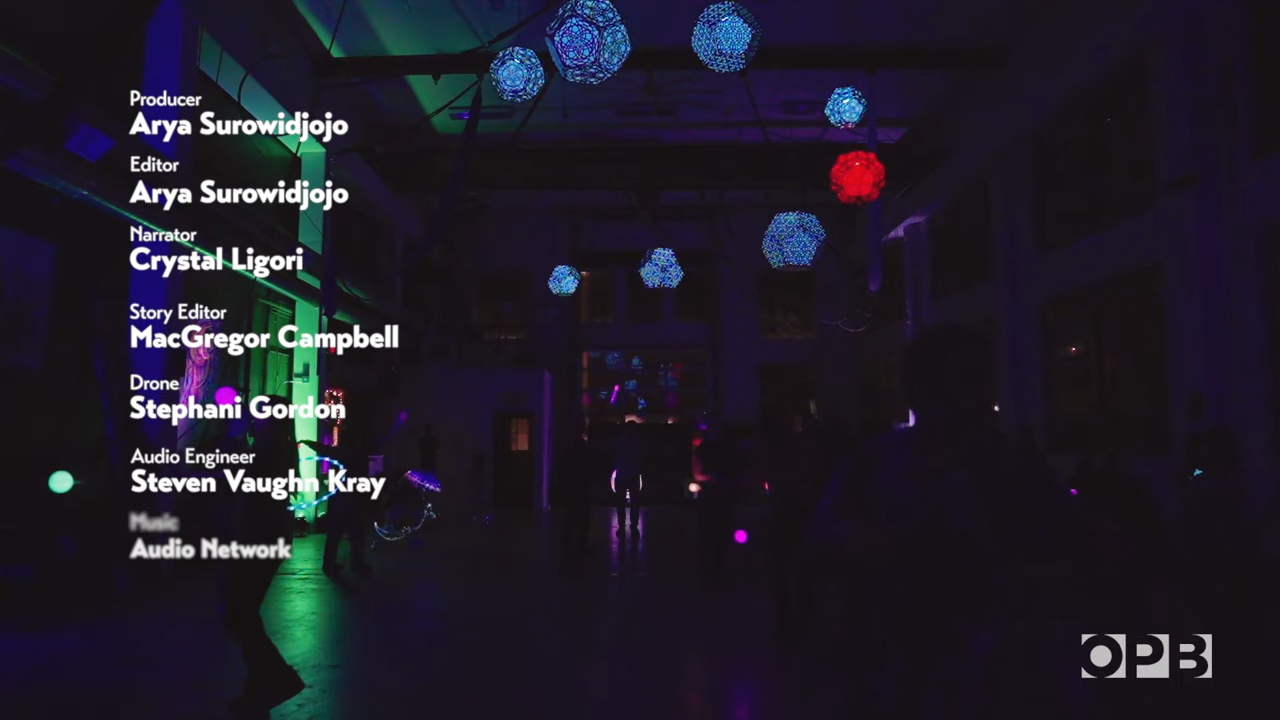 Producer
Arya Surowidjojo
Editor
Arya Surowidjojo
Narrator
Crystal Ligori
Story Editor
MacGregor Campbell
Drone
Stephani Gordon
Audio Engineer
Steven Vaughn Kray
Music
Audio Network
OPB